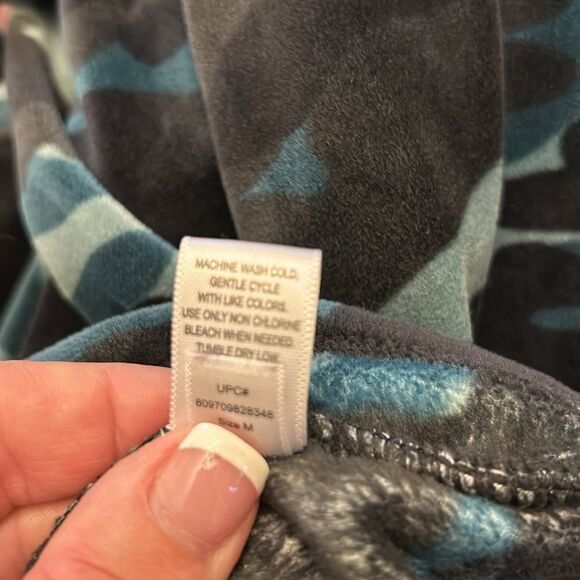 MACHINE WASH COLD,
GENTLE CYCLE
WITH LIKE COLORS.
USE ONLY NON CHLORINE
BLEACH WHEN NEEDED.
TUMBLE DRY LOW.
UPC#
809709828348
Size M